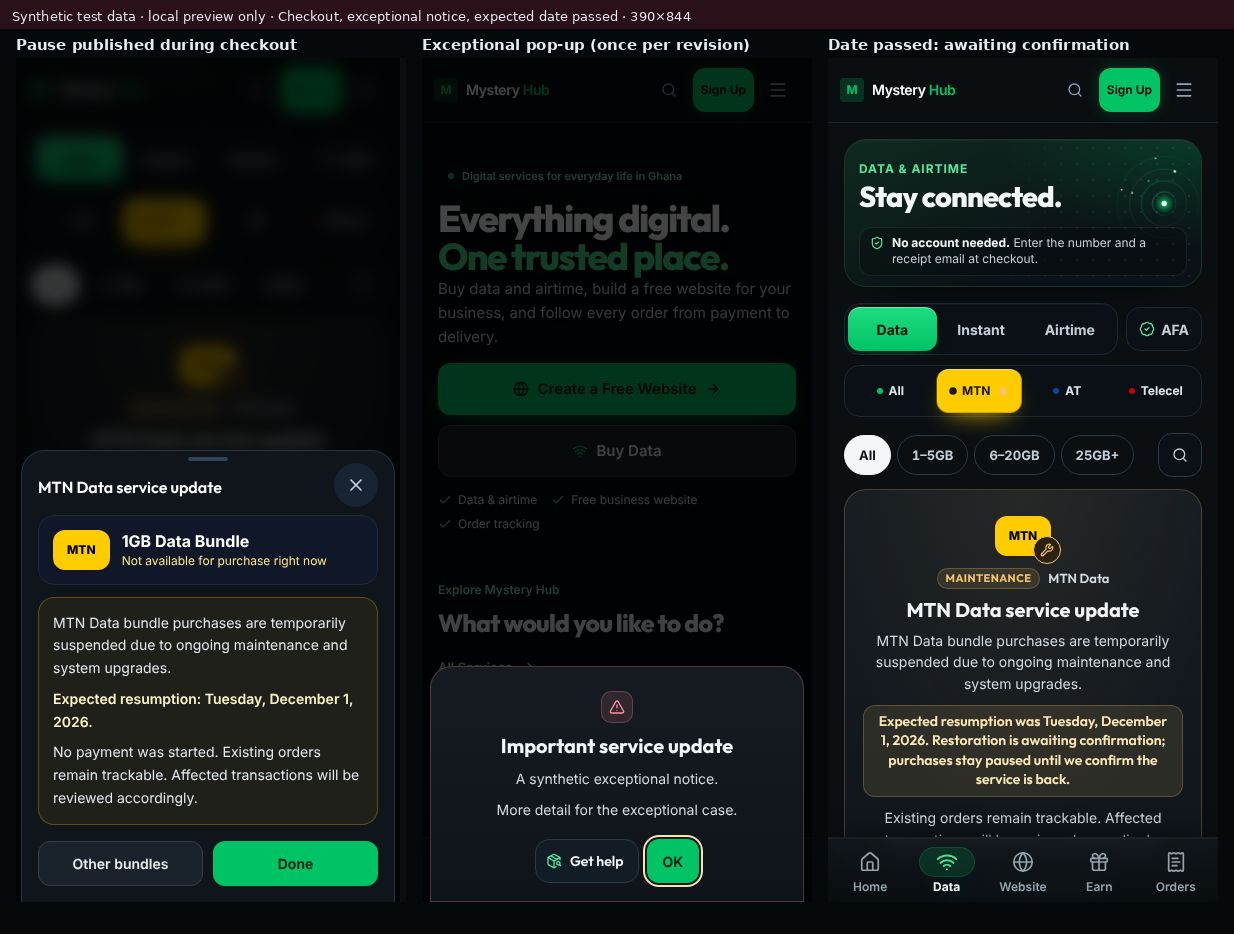 Synthetic test data · local preview only · Checkout, exceptional notice, expected date passed · 390×844
Pause published during checkout
MTN Data service update
MTN
1GB Data Bundle
Not available for purchase right now
MTN Data bundle purchases are temporarily
suspended due to ongoing maintenance and
system upgrades.
Expected resumption: Tuesday, December 1,
2026.
No payment was started. Existing orders
remain trackable. Affected transactions will be
reviewed accordingly.
Other bundles
Done
Exceptional pop-up (once per revision)
M
Mystery Hub
Sign Up
Digital services for everyday life in Ghana
Everything digital.
One trusted place.
Buy data and airtime, build a free website for your
business, and follow every order from payment to
delivery.
Create a Free Website
Buy Data
Data & airtime
Free business website
Order tracking
Explore Mystery Hub
What would you like to do?
All Services
Important service update
A synthetic exceptional notice.
More detail for the exceptional case.
Get help
OK
Date passed: awaiting confirmation
M
Mystery Hub
Sign Up
DATA & AIRTIME
Stay connected.
No account needed. Enter the number and a
receipt email at checkout.
Data
Instant
Airtime
AFA
All
MTN
AT
Telecel
All
1–5GB
6–20GB
25GB+
MTN
MAINTENANCE
MTN Data
MTN Data service update
MTN Data bundle purchases are temporarily
suspended due to ongoing maintenance and
system upgrades.
Expected resumption was Tuesday, December
1, 2026. Restoration is awaiting confirmation;
purchases stay paused until we confirm the
service is back.
Existing orders remain trackable. Affected
Home
Data
Website
Earn
Orders